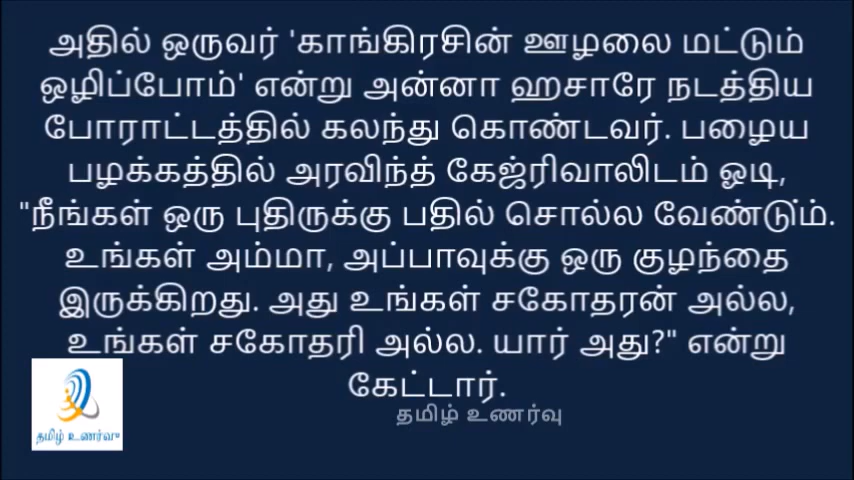 அதில் ஒருவர் 'காங்கிரசின் ஊழலை மட்டும்
ஒழிப்போம்' என்று அன்னா ஹசாரே நடத்திய
போராட்டத்தில் கலந்து கொண்டவர். பழைய
பழக்கத்தில் அரவிந்த் கேஜ்ரிவாலிடம் ஓடி,
"நீங்கள் ஒரு புதிருக்கு பதில் சொல்ல வேண்டு்ம்.
உங்கள் அம்மா, அப்பாவுக்கு ஒரு குழந்தை
இருக்கிறது. அது உங்கள் சகோதரன் அல்ல,
உங்கள் சகோதரி அல்ல. யார் அது?" என்று
கேட்டார்.
தமிழ் உணர்வு
தமிழ் உணர்வு